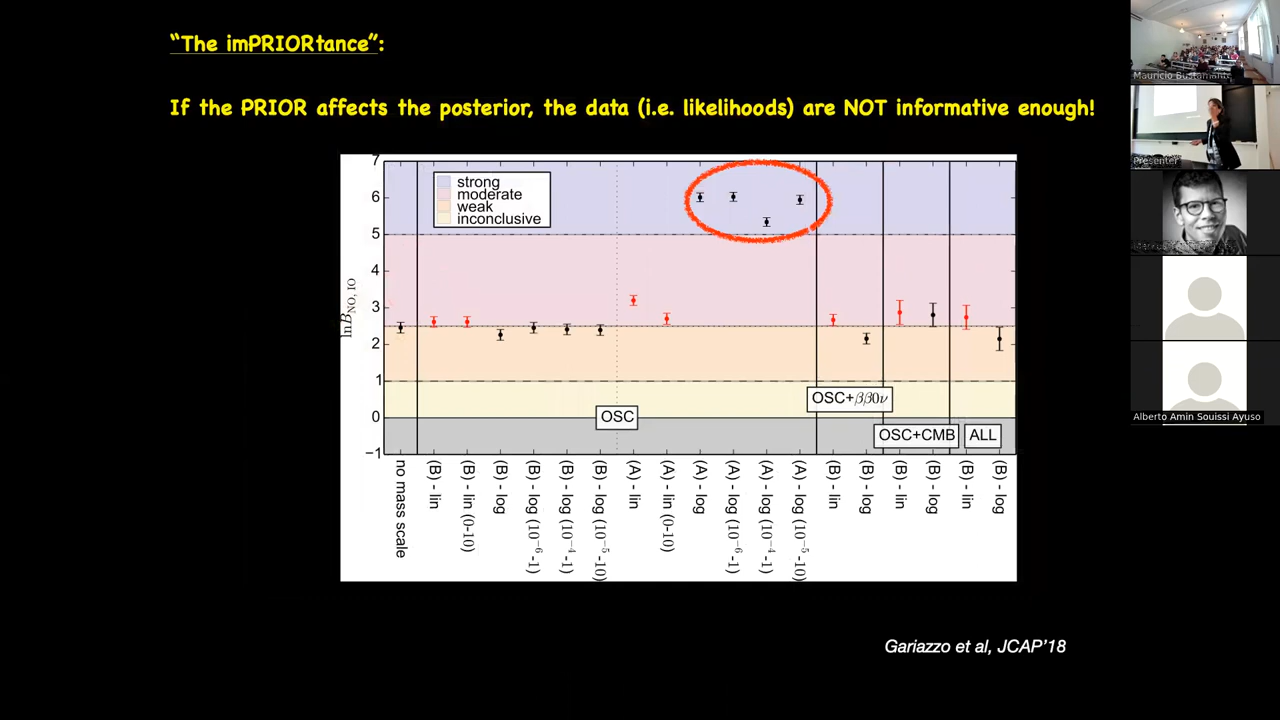 “The imPRIORtance”:
If the PRIOR affects the posterior, the data (i.e. likelihoods) are NOT informative enough!
7
6
5
4
3
2
1
0
−1
lnB_NO, IO
strong
moderate
weak
inconclusive
OSC
OSC+ββ0ν
OSC+CMB
ALL
no mass scale
(B) - lin
(B) - lin (0-10)
(B) - log
(B) - log (10⁻⁶-1)
(B) - log (10⁻⁴-1)
(B) - log (10⁻⁵-10)
(A) - lin
(A) - lin (0-10)
(A) - log
(A) - log (10⁻⁶-1)
(A) - log (10⁻⁴-1)
(A) - log (10⁻⁵-10)
(B) - lin
(B) - log
(B) - lin
(B) - log
(B) - lin
(B) - log
Gariazzo et al, JCAP’18
Mauricio Bustamante
Presenter
Alberto Amin Souissi Ayuso